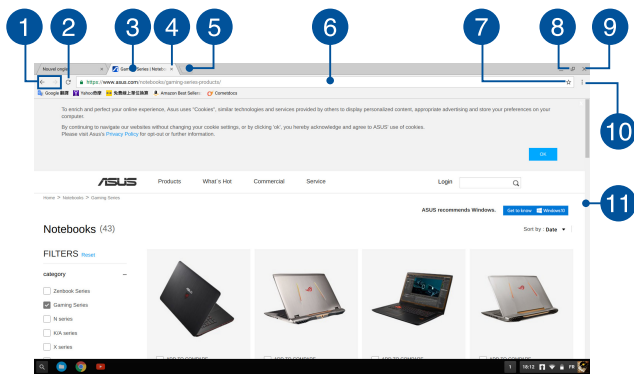 1
2
3
4
5
6
7
8
9
10
11
Nouvel onglet
Gaming Series | Notebo
https://www.asus.com/notebooks/gaming-series-products/
Google
Yahoo
Amazon Best Sellers
To enrich and perfect your online experience, Asus uses "Cookies", similar technologies and services provided by others to display personalized content, appropriate advertising and store your preferences on your
computer.
By continuing to navigate our websites without changing your cookie settings, or by clicking 'ok', you hereby acknowledge and agree to ASUS' use of cookies.
Please visit Asus's Privacy Policy for opt-out or further information.
OK
ASUS Products What's Hot Commercial Service Login
Home > Notebooks > Gaming Series
ASUS recommends Windows. Get to know Windows 10
Notebooks (43) Sort by : Date
FILTERS Reset
category –
Zenbook Series
Gaming Series
N series
K/A series
X series
ADD TO COMPARE ADD TO COMPARE ADD TO COMPARE ADD TO COMPARE
1 18:12 FR